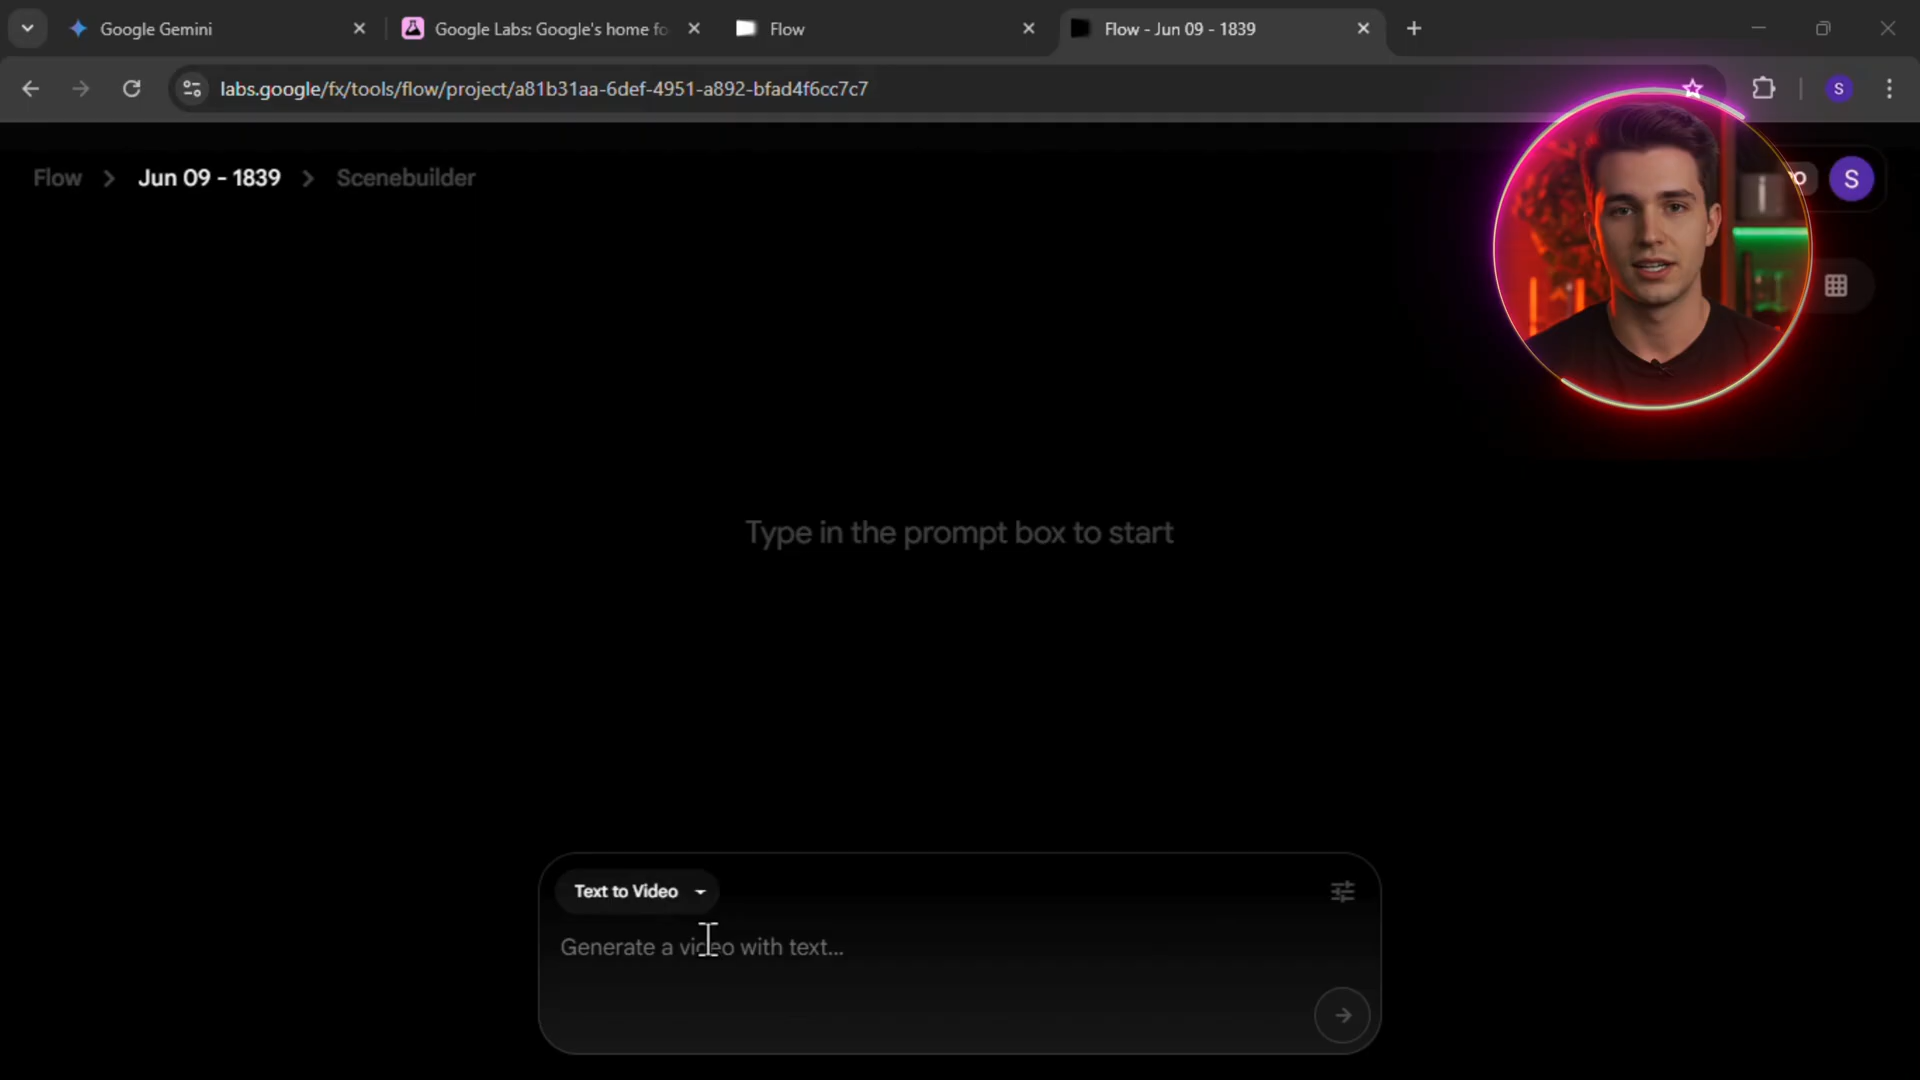 Google Gemini
Google Labs: Google's home fo
Flow
Flow - Jun 09 - 1839
labs.google/fx/tools/flow/project/a81b31aa-6def-4951-a892-bfad4f6cc7c7
S
Flow
Jun 09 - 1839
Scenebuilder
S
Type in the prompt box to start
Text to Video
Generate a video with text...